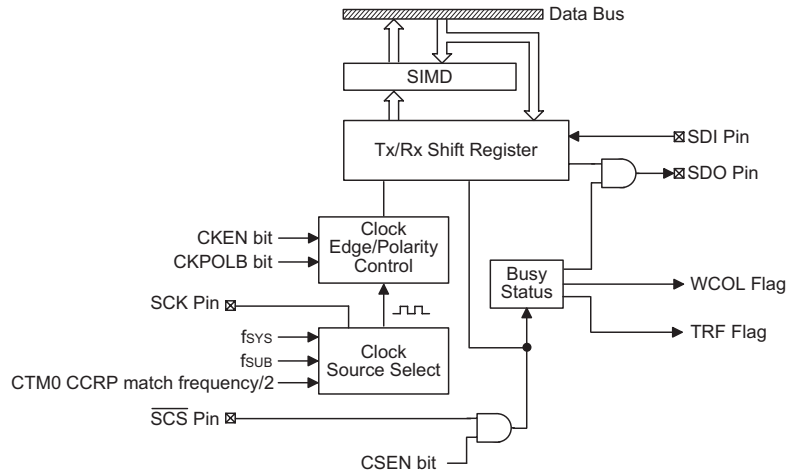 Data Bus
SIMD
Tx/Rx Shift Register
SDI Pin
SDO Pin
CKEN bit
CKPOLB bit
Clock
Edge/Polarity
Control
Busy
Status
WCOL Flag
TRF Flag
SCK Pin
fSYS
fSUB
CTM0 CCRP match frequency/2
Clock
Source Select
SCS Pin
CSEN bit